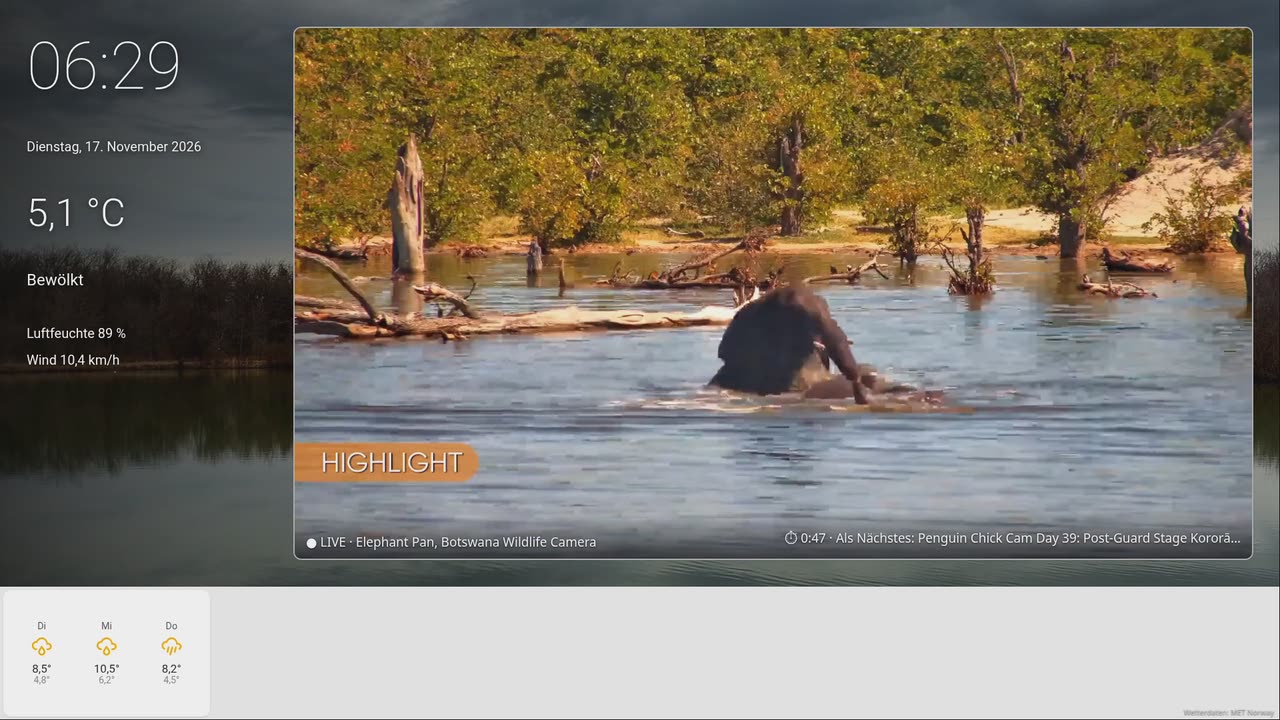 06:29
Dienstag, 17. November 2026
5,1 °C
Bewölkt
Luftfeuchte 89 %
Wind 10,4 km/h
HIGHLIGHT
LIVE · Elephant Pan, Botswana Wildlife Camera
0:47 · Als Nächstes: Penguin Chick Cam Day 39: Post-Guard Stage Kororā…
Di Mi Do
8,5° 10,5° 8,2°
4,8° 6,2° 4,5°
Wetterdaten: MET Norway